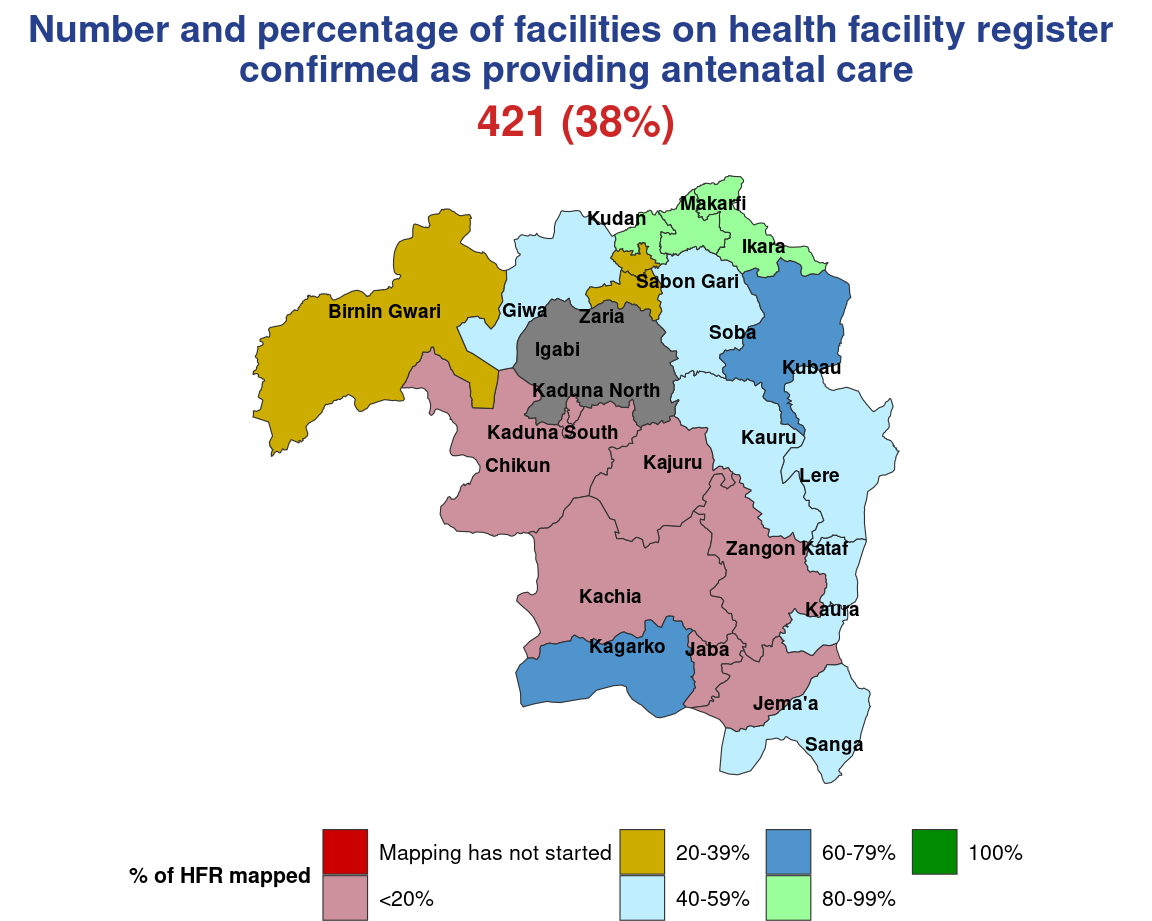 Number and percentage of facilities on health facility register
confirmed as providing antenatal care
421 (38%)
Makarfi
Kudan
Ikara
Sabon Gari
Birnin Gwari
Giwa
Zaria
Soba
Igabi
Kubau
Kaduna North
Kaduna South
Kauru
Chikun
Kajuru
Lere
Zangon Kataf
Kachia
Kaura
Kagarko
Jaba
Jema'a
Sanga
% of HFR mapped
Mapping has not started
<20%
20-39%
40-59%
60-79%
80-99%
100%